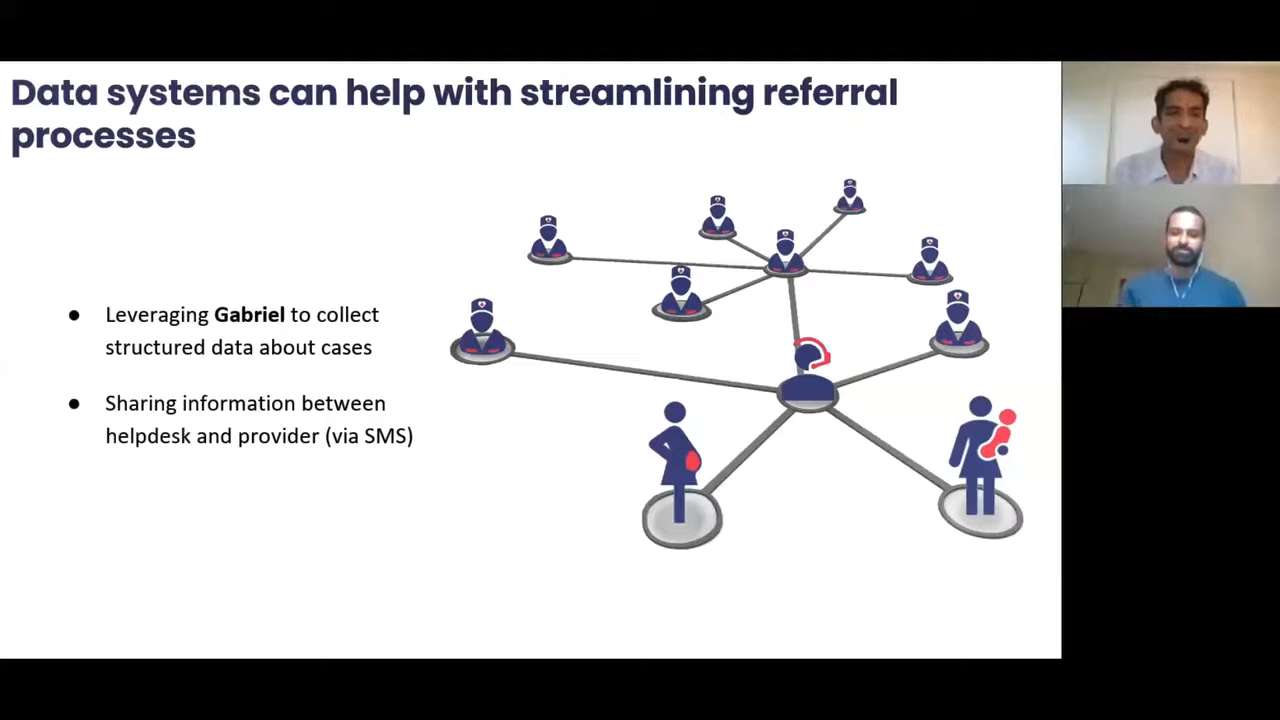 Data systems can help with streamlining referral
processes
● Leveraging Gabriel to collect
structured data about cases
● Sharing information between
helpdesk and provider (via SMS)